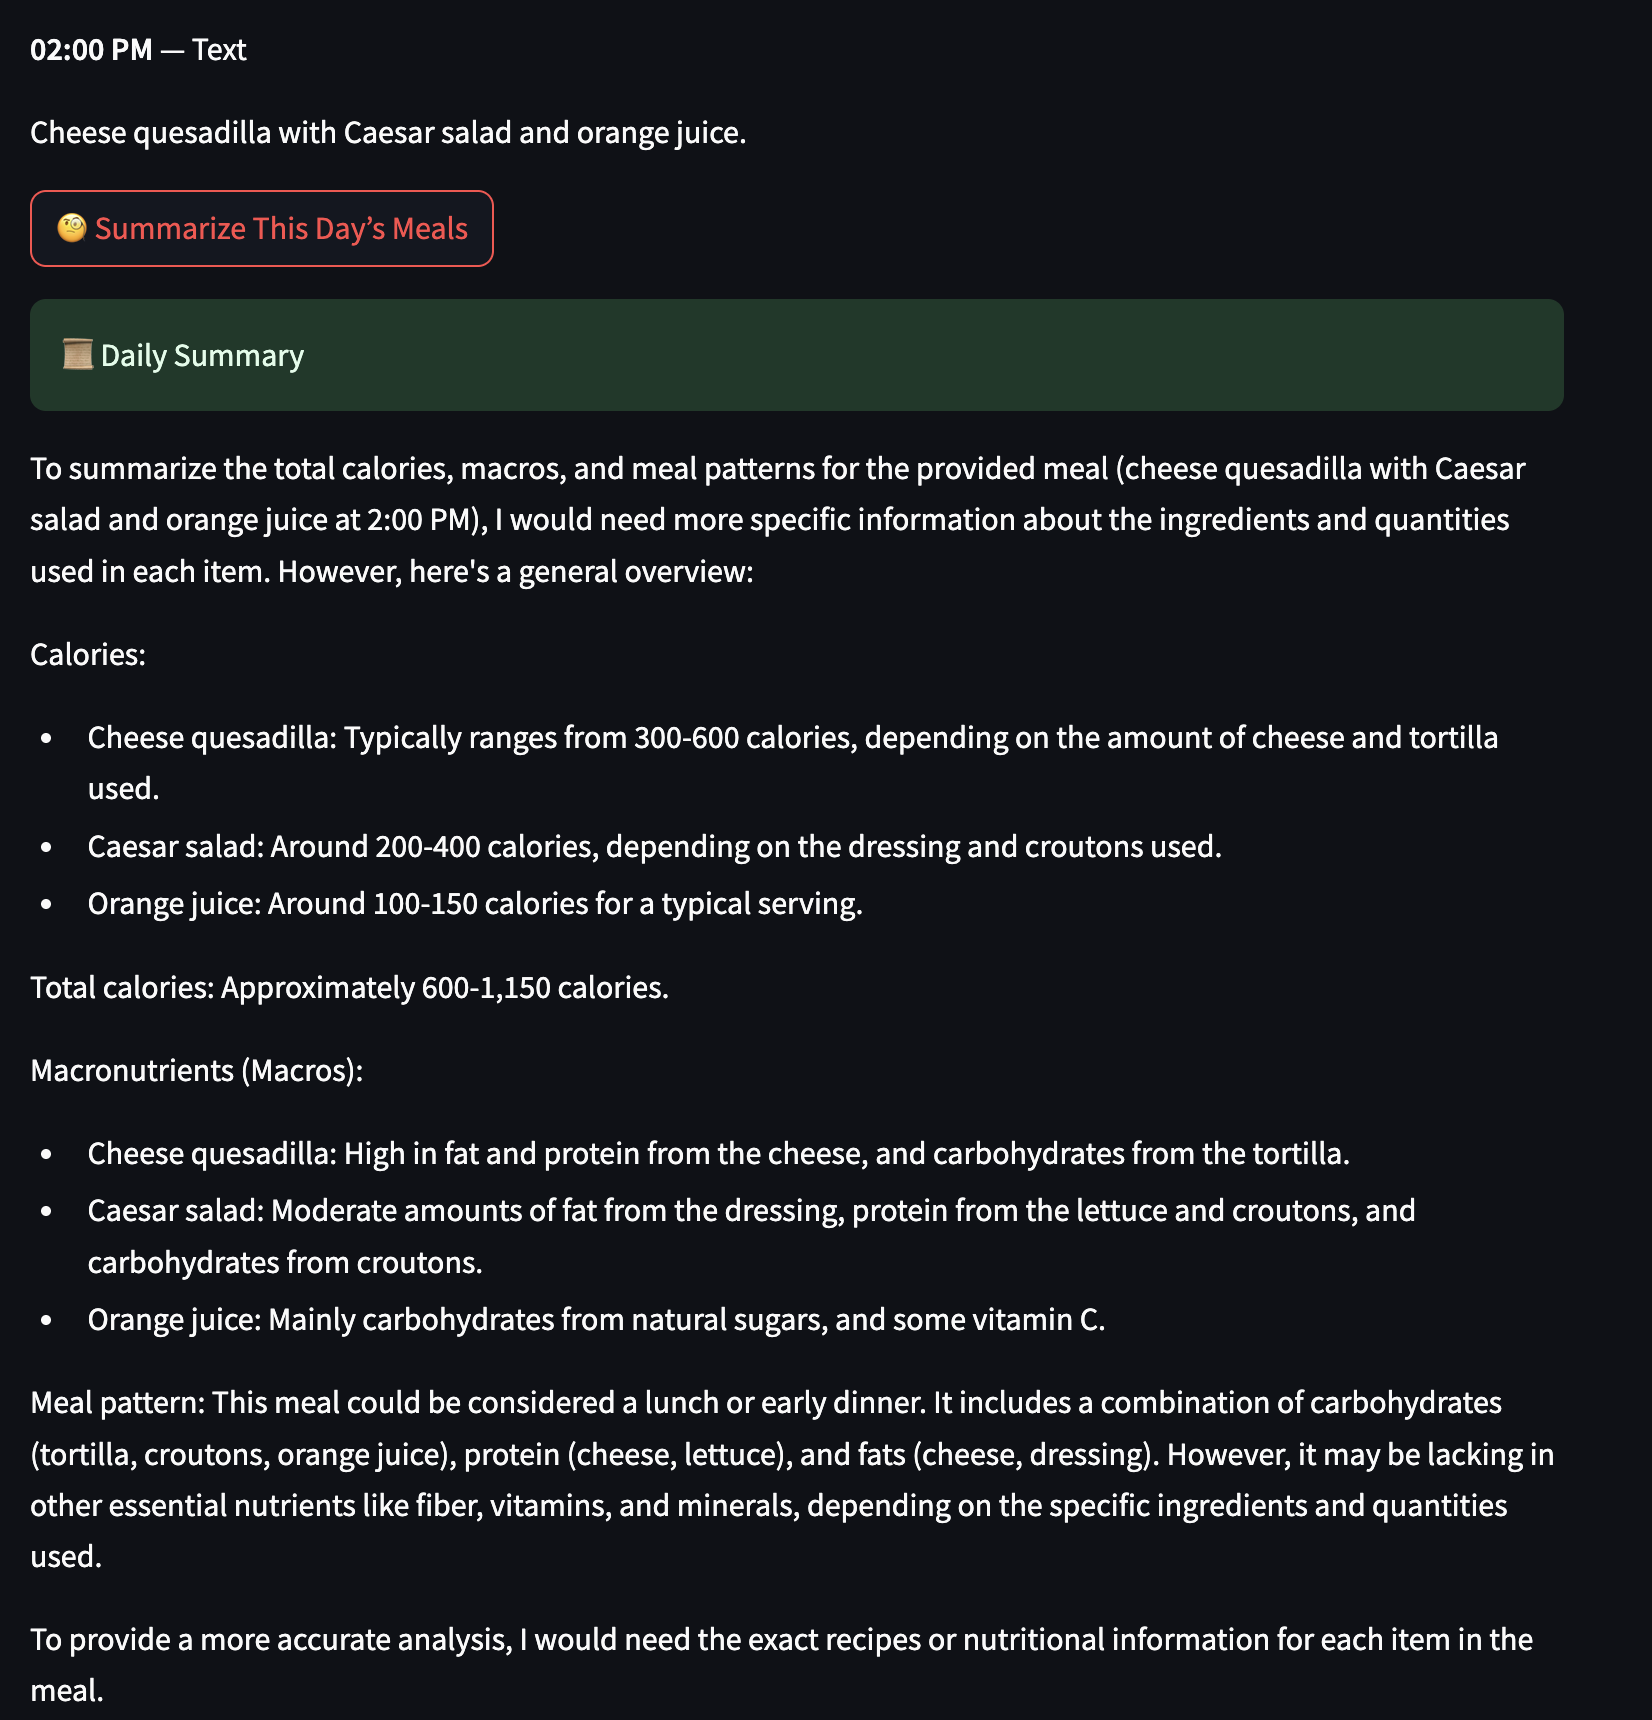 02:00 PM — Text
Cheese quesadilla with Caesar salad and orange juice.
🧐 Summarize This Day’s Meals
📜 Daily Summary
To summarize the total calories, macros, and meal patterns for the provided meal (cheese quesadilla with Caesar
salad and orange juice at 2:00 PM), I would need more specific information about the ingredients and quantities
used in each item. However, here's a general overview:
Calories:
• Cheese quesadilla: Typically ranges from 300-600 calories, depending on the amount of cheese and tortilla
used.
• Caesar salad: Around 200-400 calories, depending on the dressing and croutons used.
• Orange juice: Around 100-150 calories for a typical serving.
Total calories: Approximately 600-1,150 calories.
Macronutrients (Macros):
• Cheese quesadilla: High in fat and protein from the cheese, and carbohydrates from the tortilla.
• Caesar salad: Moderate amounts of fat from the dressing, protein from the lettuce and croutons, and
carbohydrates from croutons.
• Orange juice: Mainly carbohydrates from natural sugars, and some vitamin C.
Meal pattern: This meal could be considered a lunch or early dinner. It includes a combination of carbohydrates
(tortilla, croutons, orange juice), protein (cheese, lettuce), and fats (cheese, dressing). However, it may be lacking in
other essential nutrients like fiber, vitamins, and minerals, depending on the specific ingredients and quantities
used.
To provide a more accurate analysis, I would need the exact recipes or nutritional information for each item in the
meal.